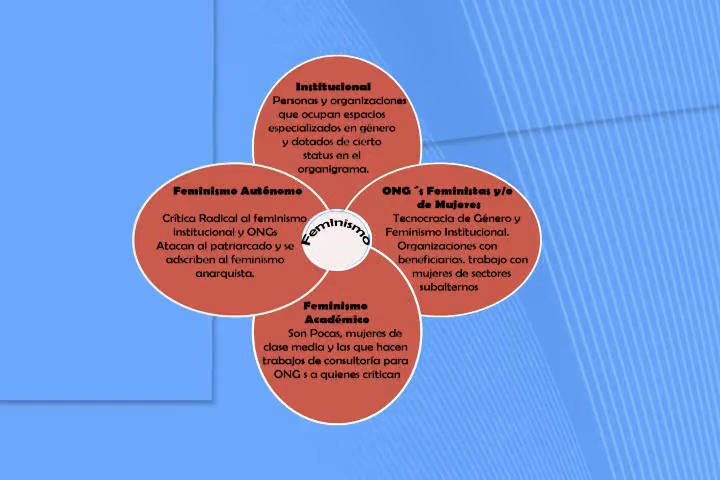 Institucional
Personas y organizaciones
que ocupan espacios
especializados en género
y dotados de cierto
status en el
organigrama.
Feminismo Autónomo
Crítica Radical al feminismo
institucional y ONGs
Atacan al patriarcado y se
adscriben al feminismo
anarquista.
Feminismo
ONG ´s Feministas y/o
de Mujeres
Tecnocracia de Género y
Feminismo Institucional.
Organizaciones con
beneficiarias. trabajo con
mujeres de sectores
subalternos
Feminismo
Académico
Son Pocas, mujeres de
clase media y las que hacen
trabajos de consultoría para
ONG s a quienes critican